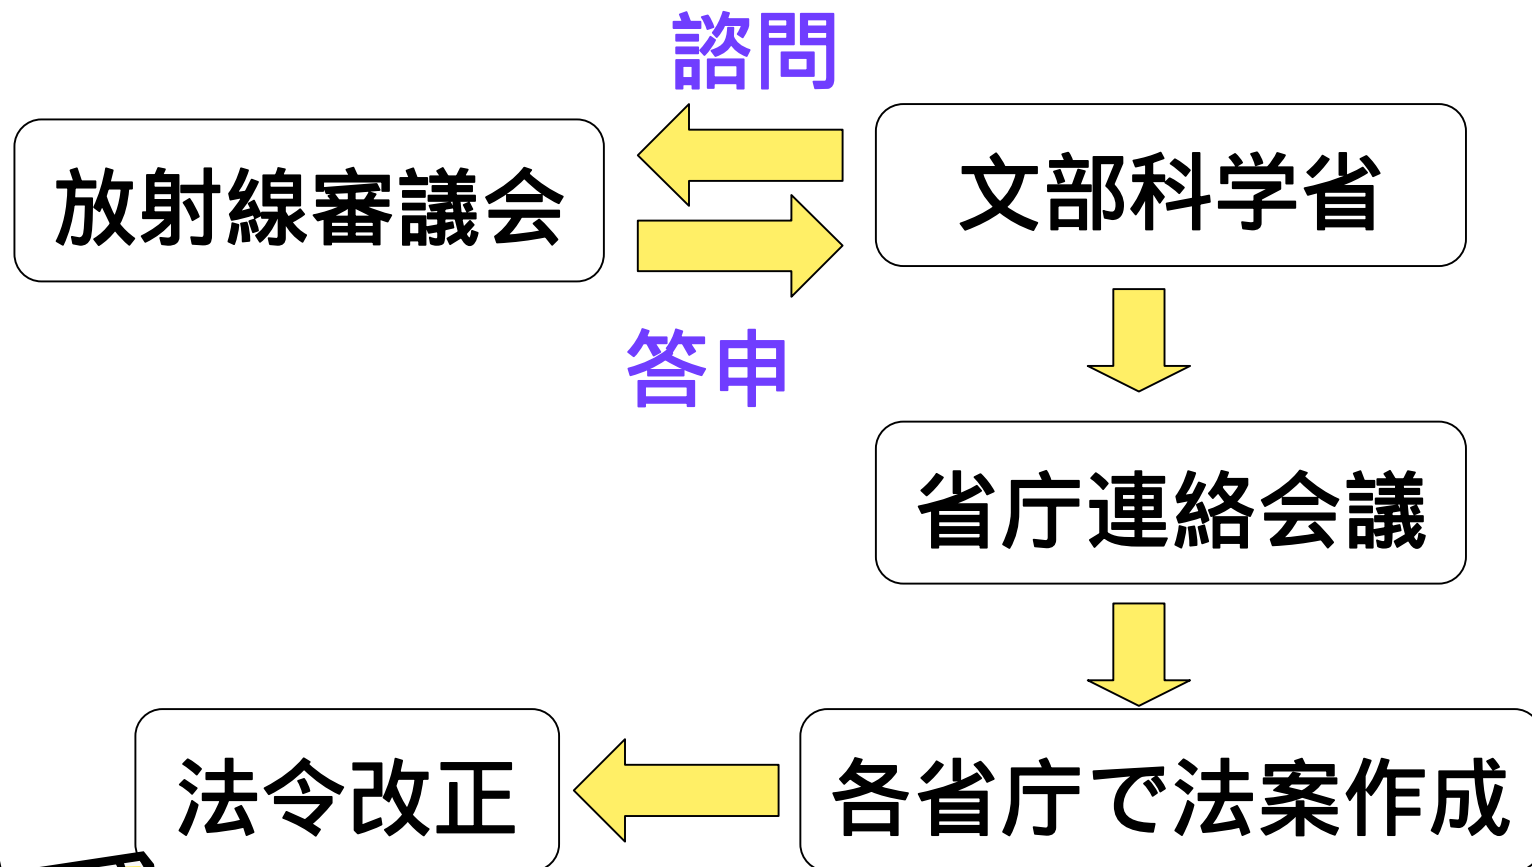 諮問
放射線審議会
文部科学省
答申
省庁連絡会議
法令改正
各省庁で法案作成